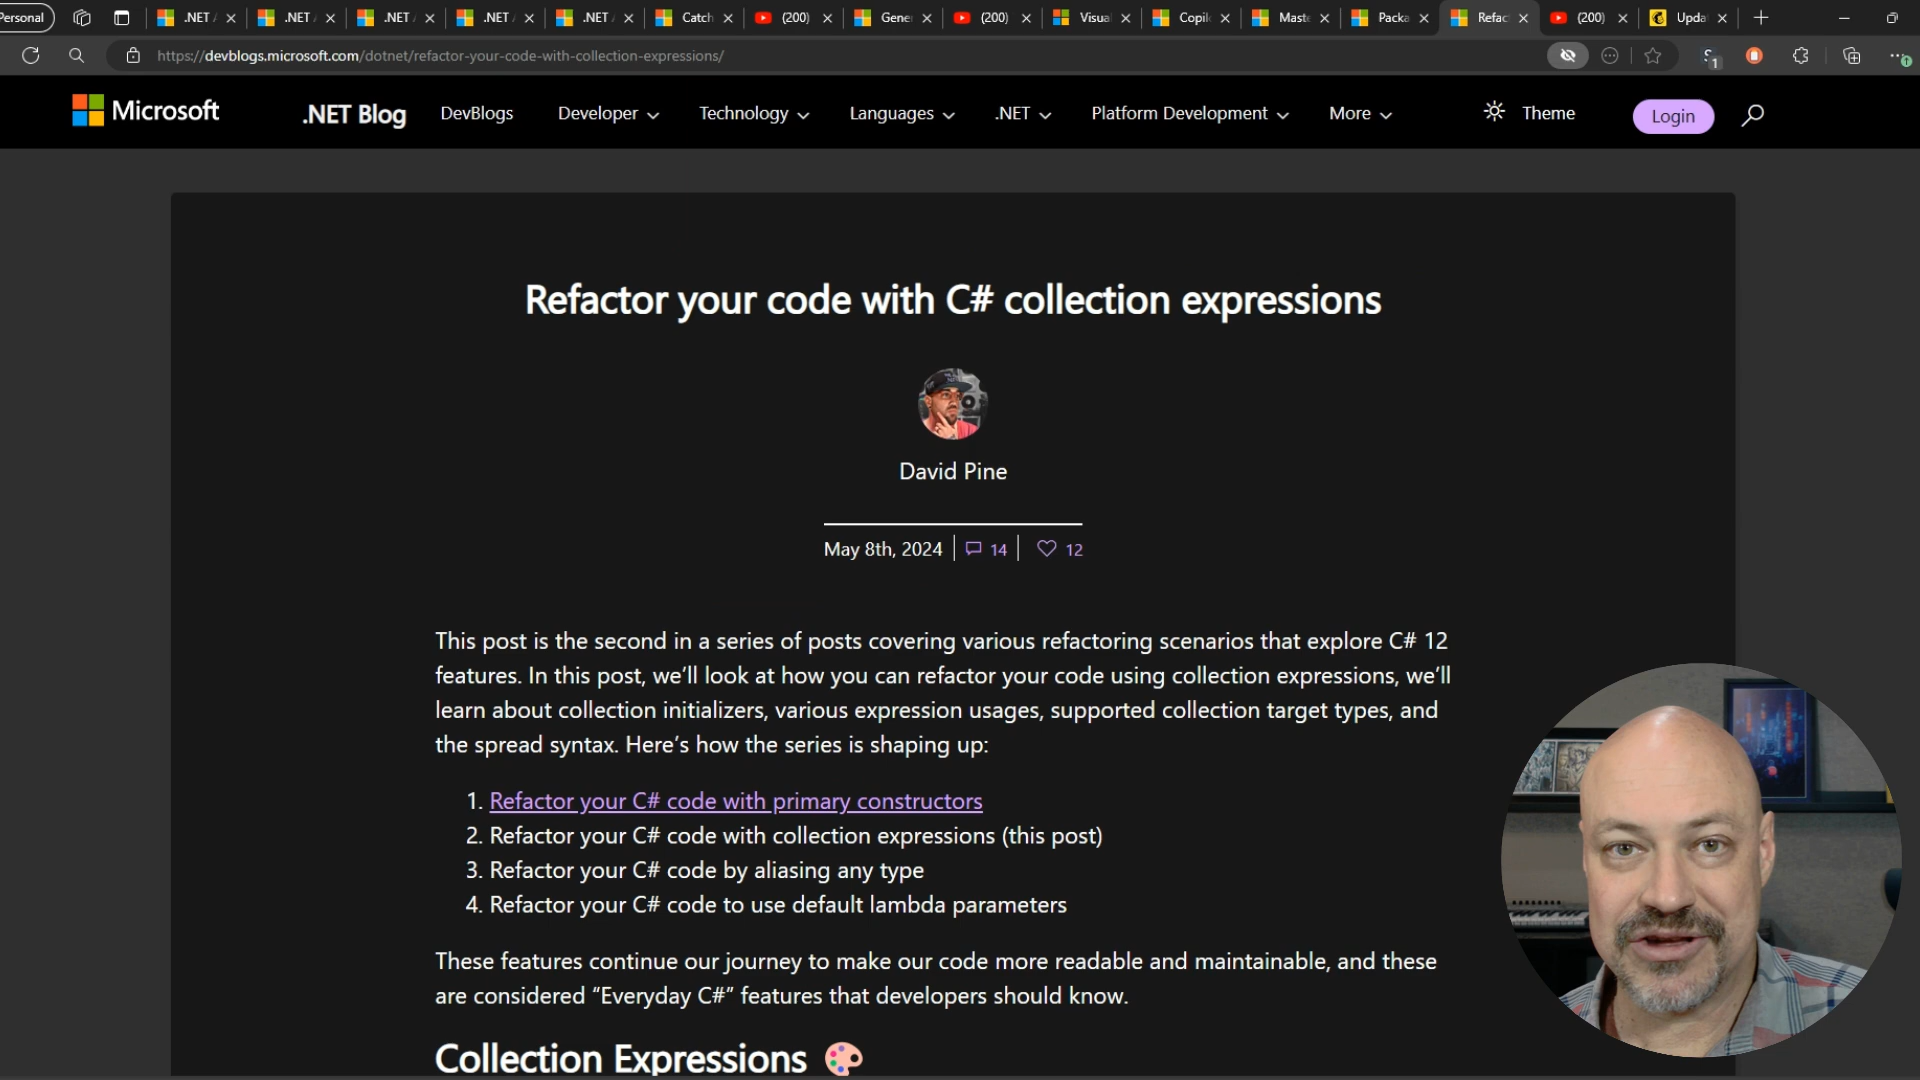 Personal
.NET A
.NET A
.NET A
.NET A
.NET A
Catch
(200)
Gene
(200)
Visua
Copil
Maste
Packa
Refac
(200)
Upda
https://devblogs.microsoft.com/dotnet/refactor-your-code-with-collection-expressions/
1
Microsoft
.NET Blog
DevBlogs
Developer
Technology
Languages
.NET
Platform Development
More
Theme
Login
Refactor your code with C# collection expressions
David Pine
May 8th, 2024
14
12
This post is the second in a series of posts covering various refactoring scenarios that explore C# 12
features. In this post, we’ll look at how you can refactor your code using collection expressions, we’ll
learn about collection initializers, various expression usages, supported collection target types, and
the spread syntax. Here’s how the series is shaping up:
1. Refactor your C# code with primary constructors
2. Refactor your C# code with collection expressions (this post)
3. Refactor your C# code by aliasing any type
4. Refactor your C# code to use default lambda parameters
These features continue our journey to make our code more readable and maintainable, and these
are considered “Everyday C#” features that developers should know.
Collection Expressions